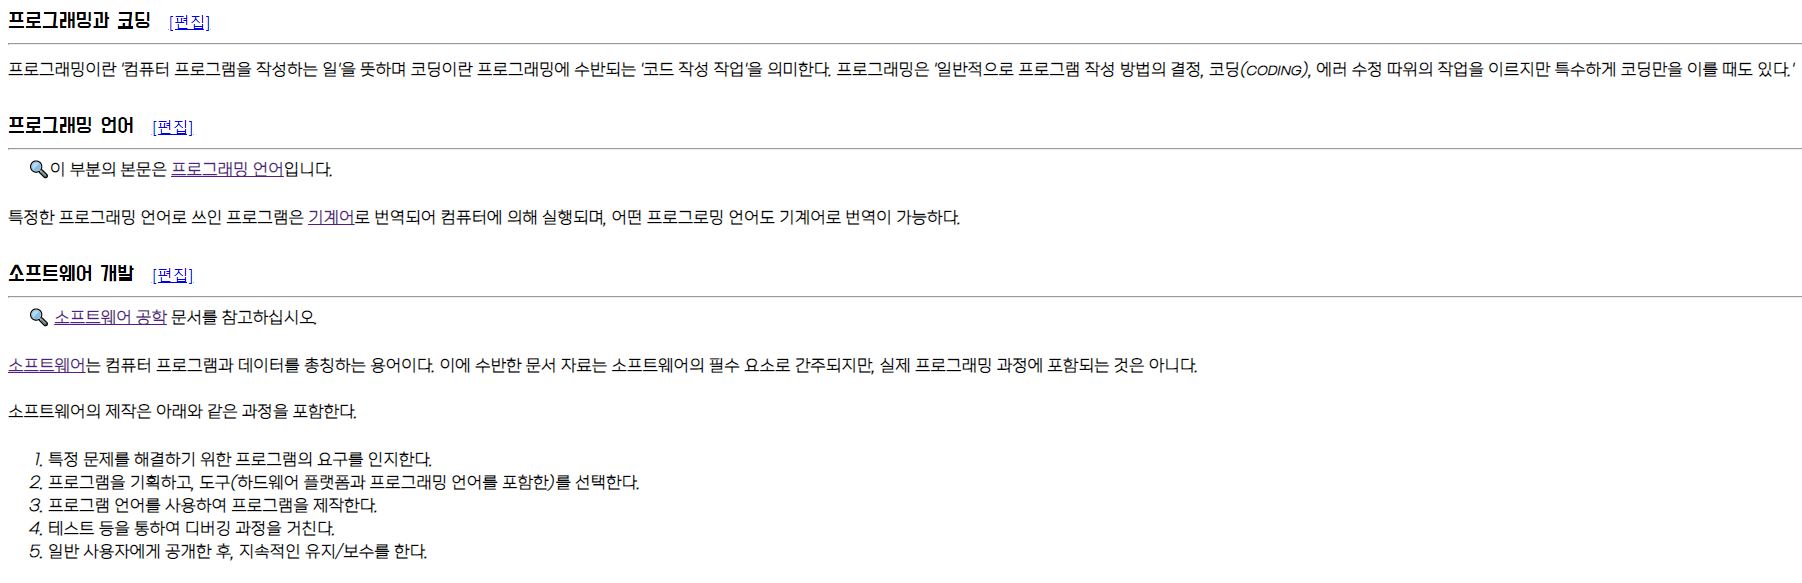 프로그래밍과 코딩 [편집]
프로그래밍이란 '컴퓨터 프로그램을 작성하는 일'을 뜻하며 코딩이란 프로그래밍에 수반되는 '코드 작성 작업'을 의미한다. 프로그래밍은 '일반적으로 프로그램 작성 방법의 결정, 코딩(CODING), 에러 수정 따위의 작업을 이르지만 특수하게 코딩만을 이를 때도 있다.'
프로그래밍 언어 [편집]
이 부분의 본문은 프로그래밍 언어입니다.
특정한 프로그래밍 언어로 쓰인 프로그램은 기계어로 번역되어 컴퓨터에 의해 실행되며, 어떤 프로그로밍 언어도 기계어로 번역이 가능하다.
소프트웨어 개발 [편집]
소프트웨어 공학 문서를 참고하십시오.
소프트웨어는 컴퓨터 프로그램과 데이터를 총칭하는 용어이다. 이에 수반한 문서 자료는 소프트웨어의 필수 요소로 간주되지만, 실제 프로그래밍 과정에 포함되는 것은 아니다.
소프트웨어의 제작은 아래와 같은 과정을 포함한다.
1. 특정 문제를 해결하기 위한 프로그램의 요구를 인지한다.
2. 프로그램을 기획하고, 도구(하드웨어 플랫폼과 프로그래밍 언어를 포함한)를 선택한다.
3. 프로그램 언어를 사용하여 프로그램을 제작한다.
4. 테스트 등을 통하여 디버깅 과정을 거친다.
5. 일반 사용자에게 공개한 후, 지속적인 유지/보수를 한다.